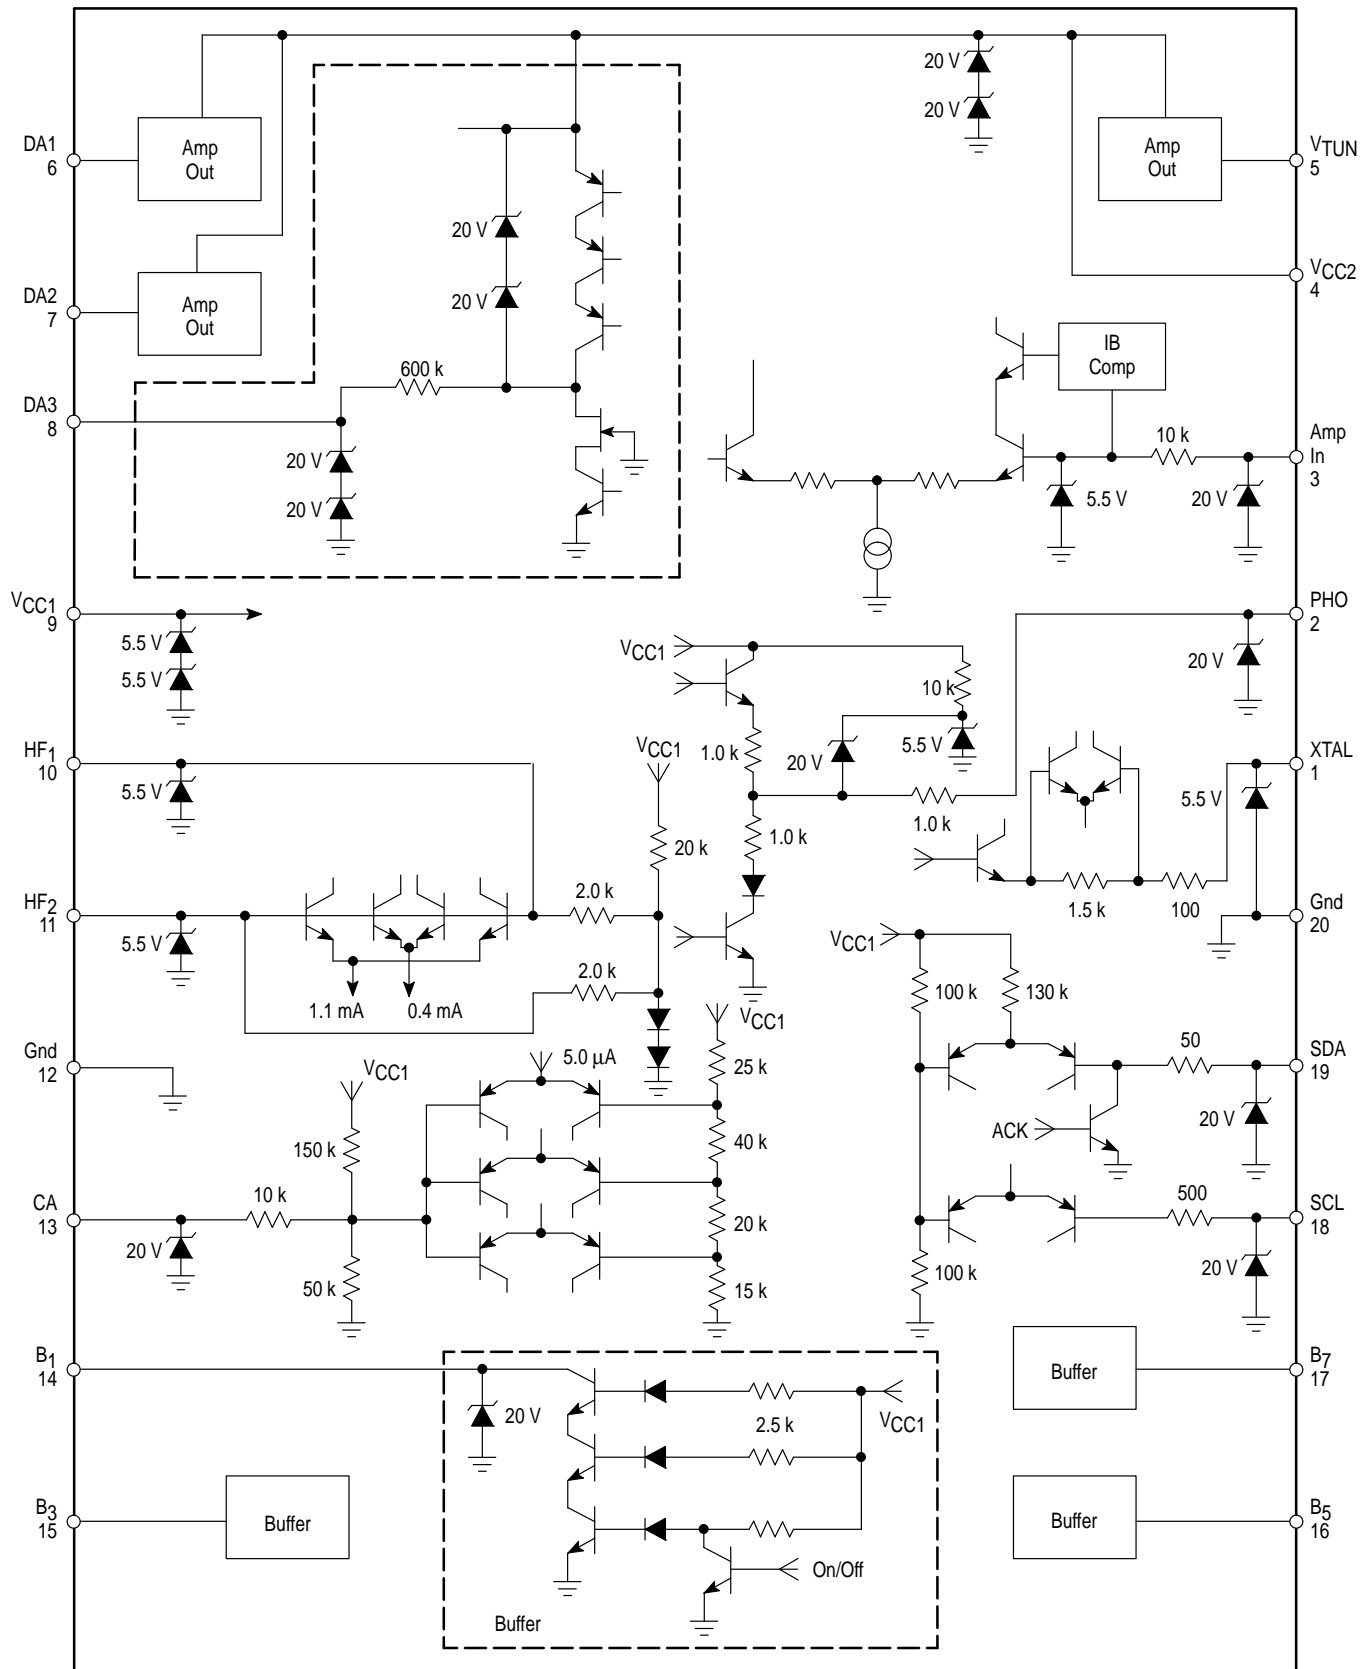 20 V
20 V
DA1
6
Amp
Out
Amp
Out
VTUN
5
20 V
20 V
DA2
7
Amp
Out
VCC2
4
IB
Comp
600 k
DA3
8
20 V
20 V
10 k
Amp
In
3
5.5 V
20 V
VCC1
9
5.5 V
5.5 V
VCC1
10 k
PHO
2
20 V
HF1
10
5.5 V
VCC1
1.0 k
20 V
5.5 V
XTAL
1
5.5 V
1.0 k
20 k
1.0 k
HF2
11
5.5 V
2.0 k
1.5 k
100
Gnd
20
VCC1
1.1 mA
0.4 mA
2.0 k
100 k
130 k
VCC1
Gnd
12
VCC1
5.0 µA
25 k
50
SDA
19
150 k
40 k
ACK
20 V
CA
13
10 k
20 k
500
SCL
18
20 V
50 k
15 k
100 k
20 V
B1
14
20 V
2.5 k
VCC1
Buffer
B7
17
B3
15
Buffer
On/Off
Buffer
Buffer
B5
16